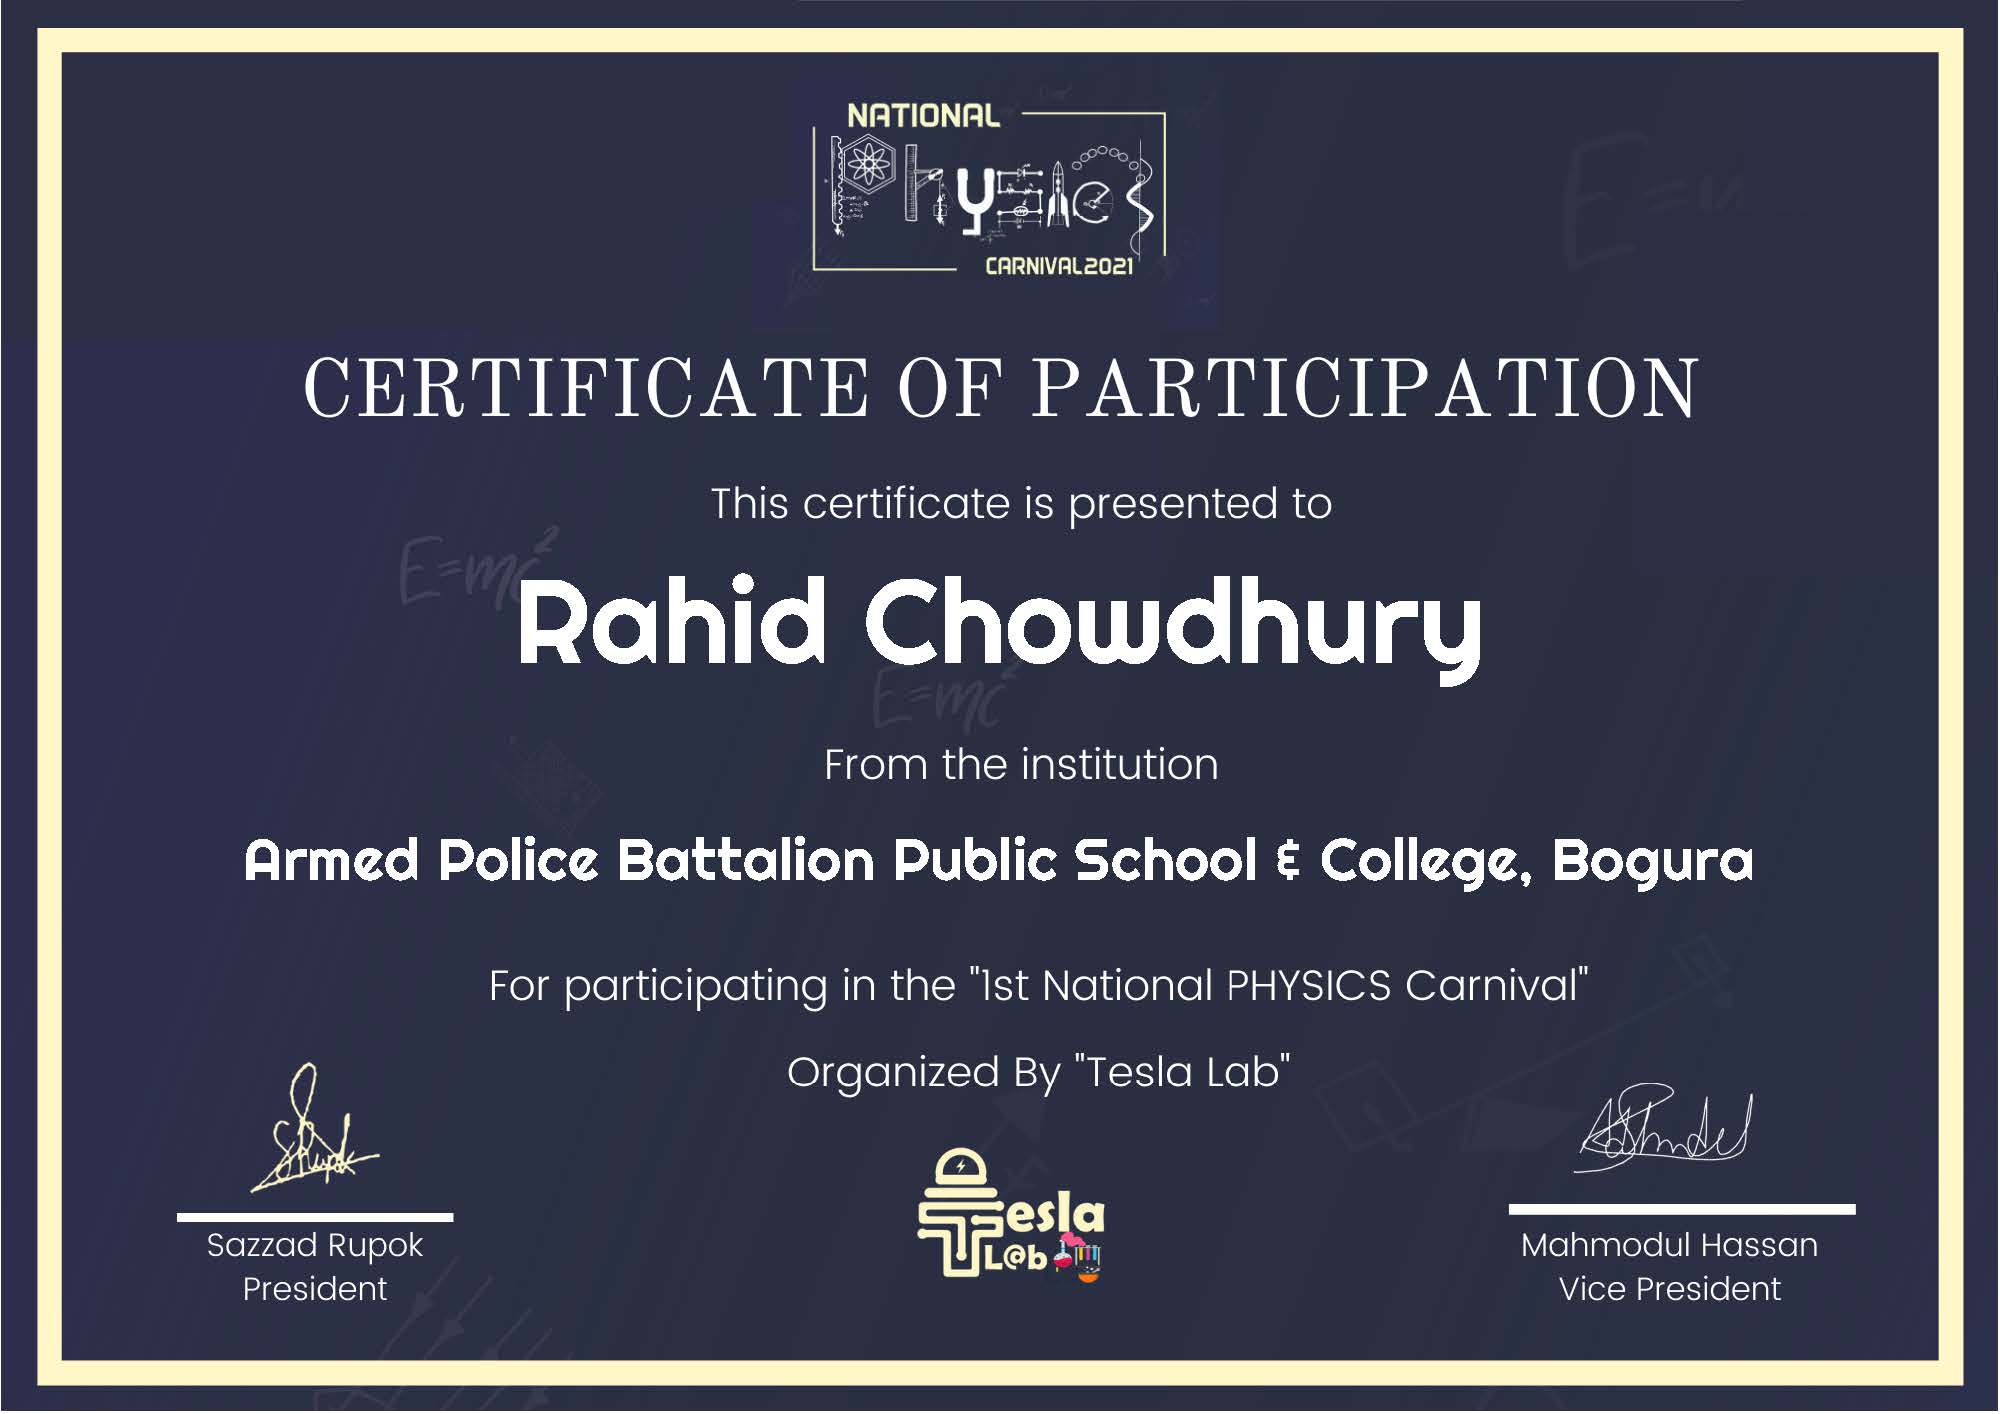 NATIONAL
Physics
CARNIVAL2021
CERTIFICATE OF PARTICIPATION
This certificate is presented to
E=mc²
Rahid Chowdhury
E=mc²
From the institution
Armed Police Battalion Public School & College, Bogura
For participating in the "1st National PHYSICS Carnival"
Organized By "Tesla Lab"
Tesla
L@b
Sazzad Rupok
President
Mahmodul Hassan
Vice President